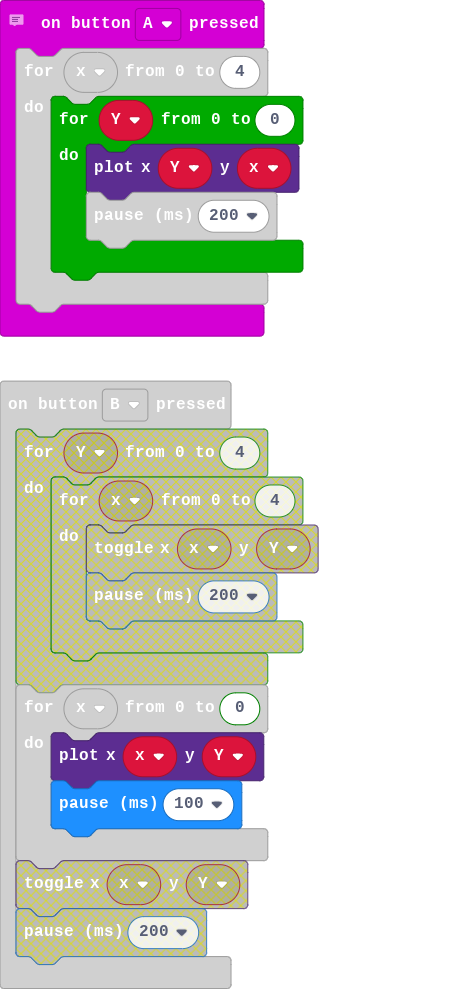 on button A pressed
for x from 0 to 4
do
for Y from 0 to 0
do
plot x Y y x
pause (ms) 200
on button B pressed
for Y from 0 to 4
do
for x from 0 to 4
do
toggle x x y Y
pause (ms) 200
for x from 0 to 0
do
plot x x y Y
pause (ms) 100
toggle x x y Y
pause (ms) 200